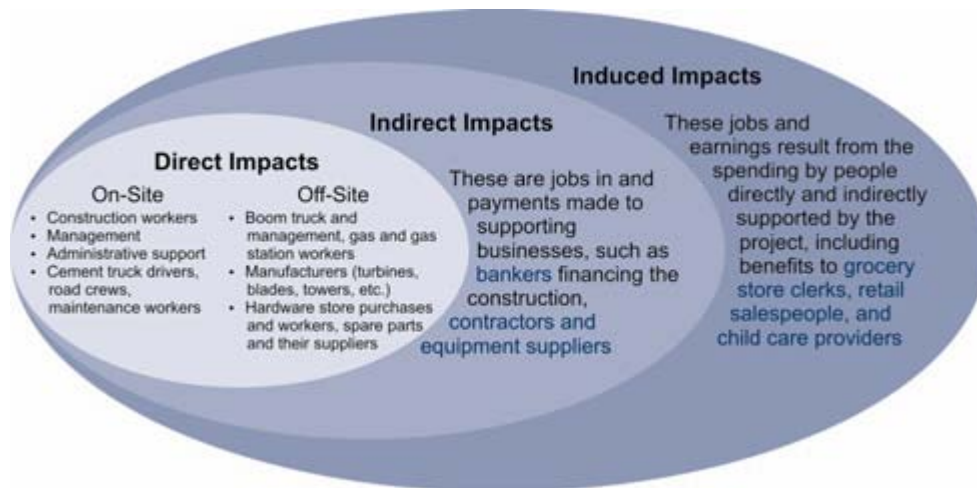 Direct Impacts
On-Site
• Construction workers
• Management
• Administrative support
• Cement truck drivers,
road crews,
maintenance workers
Off-Site
• Boom truck and
management, gas and gas
station workers
• Manufacturers (turbines,
blades, towers, etc.)
• Hardware store purchases
and workers, spare parts
and their suppliers
Indirect Impacts
These are jobs in and
payments made to
supporting
businesses, such as
bankers financing the
construction,
contractors and
equipment suppliers
Induced Impacts
These jobs and
earnings result from the
spending by people
directly and indirectly
supported by the
project, including
benefits to grocery
store clerks, retail
salespeople, and
child care providers